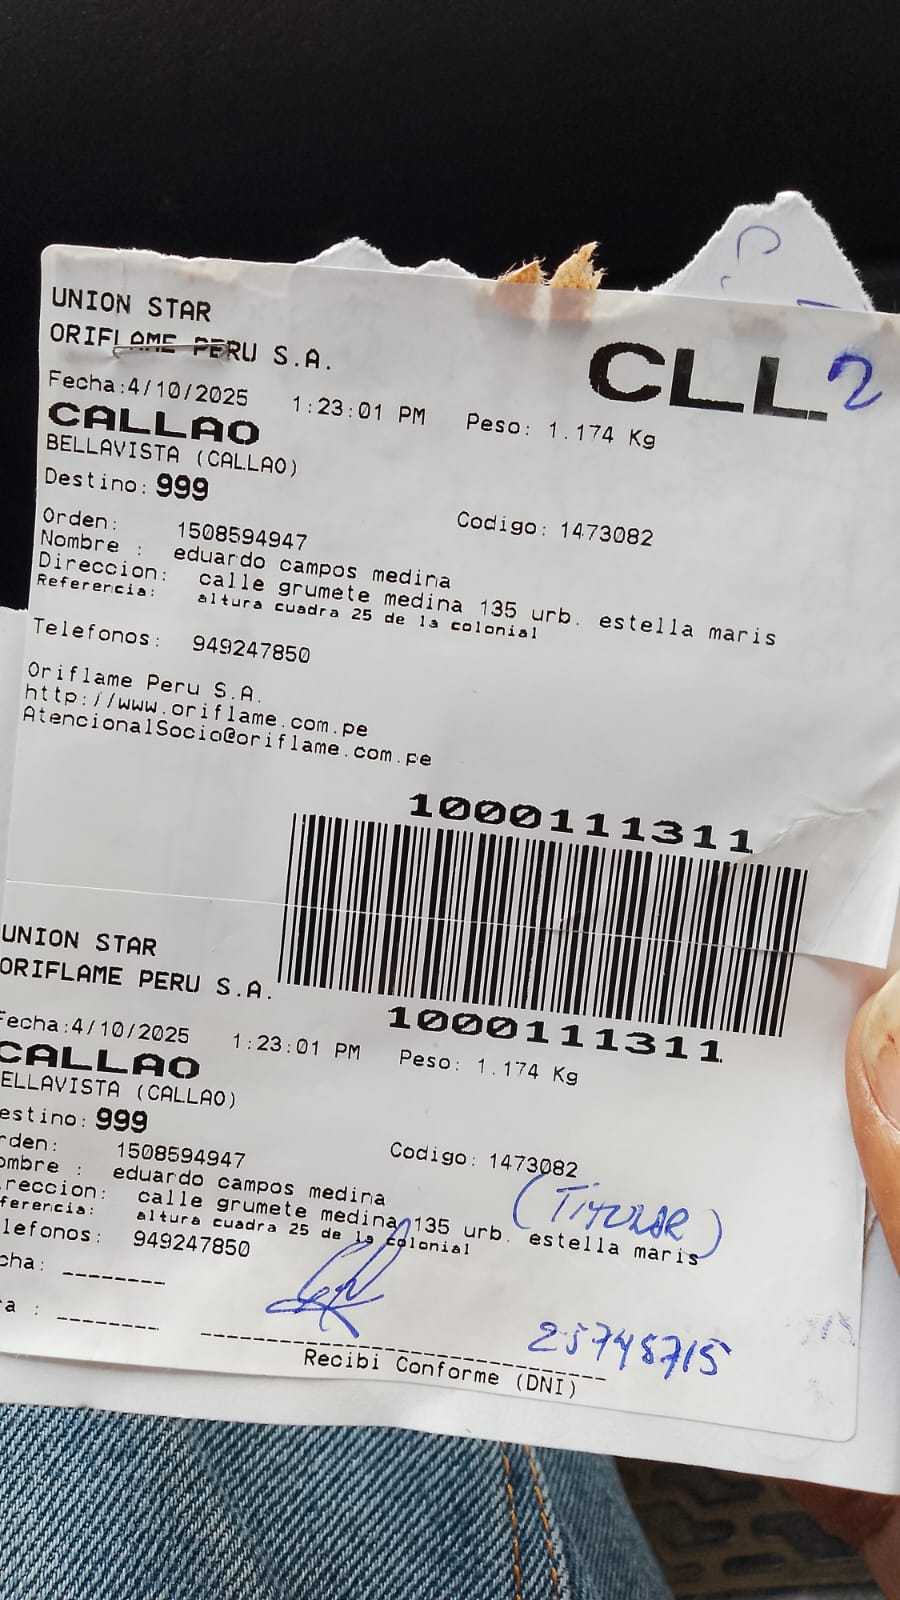 UNION STAR
ORIFLAME PERU S.A.
CLL 2
Fecha:4/10/2025 1:23:01 PM Peso: 1.174 Kg
CALLAO
BELLAVISTA (CALLAO)
Destino: 999
Orden: 1508594947 Codigo: 1473082
Nombre : eduardo campos medina
Direccion: calle grumete medina 135 urb. estella maris
Referencia: altura cuadra 25 de la colonial
Telefonos: 949247850
Oriflame Peru S.A.
http://www.oriflame.com.pe
AtencionalSocio@oriflame.com.pe
1000111311
1000111311
UNION STAR
ORIFLAME PERU S.A.
Fecha:4/10/2025 1:23:01 PM Peso: 1.174 Kg
CALLAO
ELLAVISTA (CALLAO)
estino: 999
rden: 1508594947 Codigo: 1473082
ombre : eduardo campos medina
(TITULAR)
reccion: calle grumete medina 135 urb. estella maris
ferencia: altura cuadra 25 de la colonial
lefonos: 949247850
cha: --------
ra : --------
25748715
Recibi Conforme (DNI)